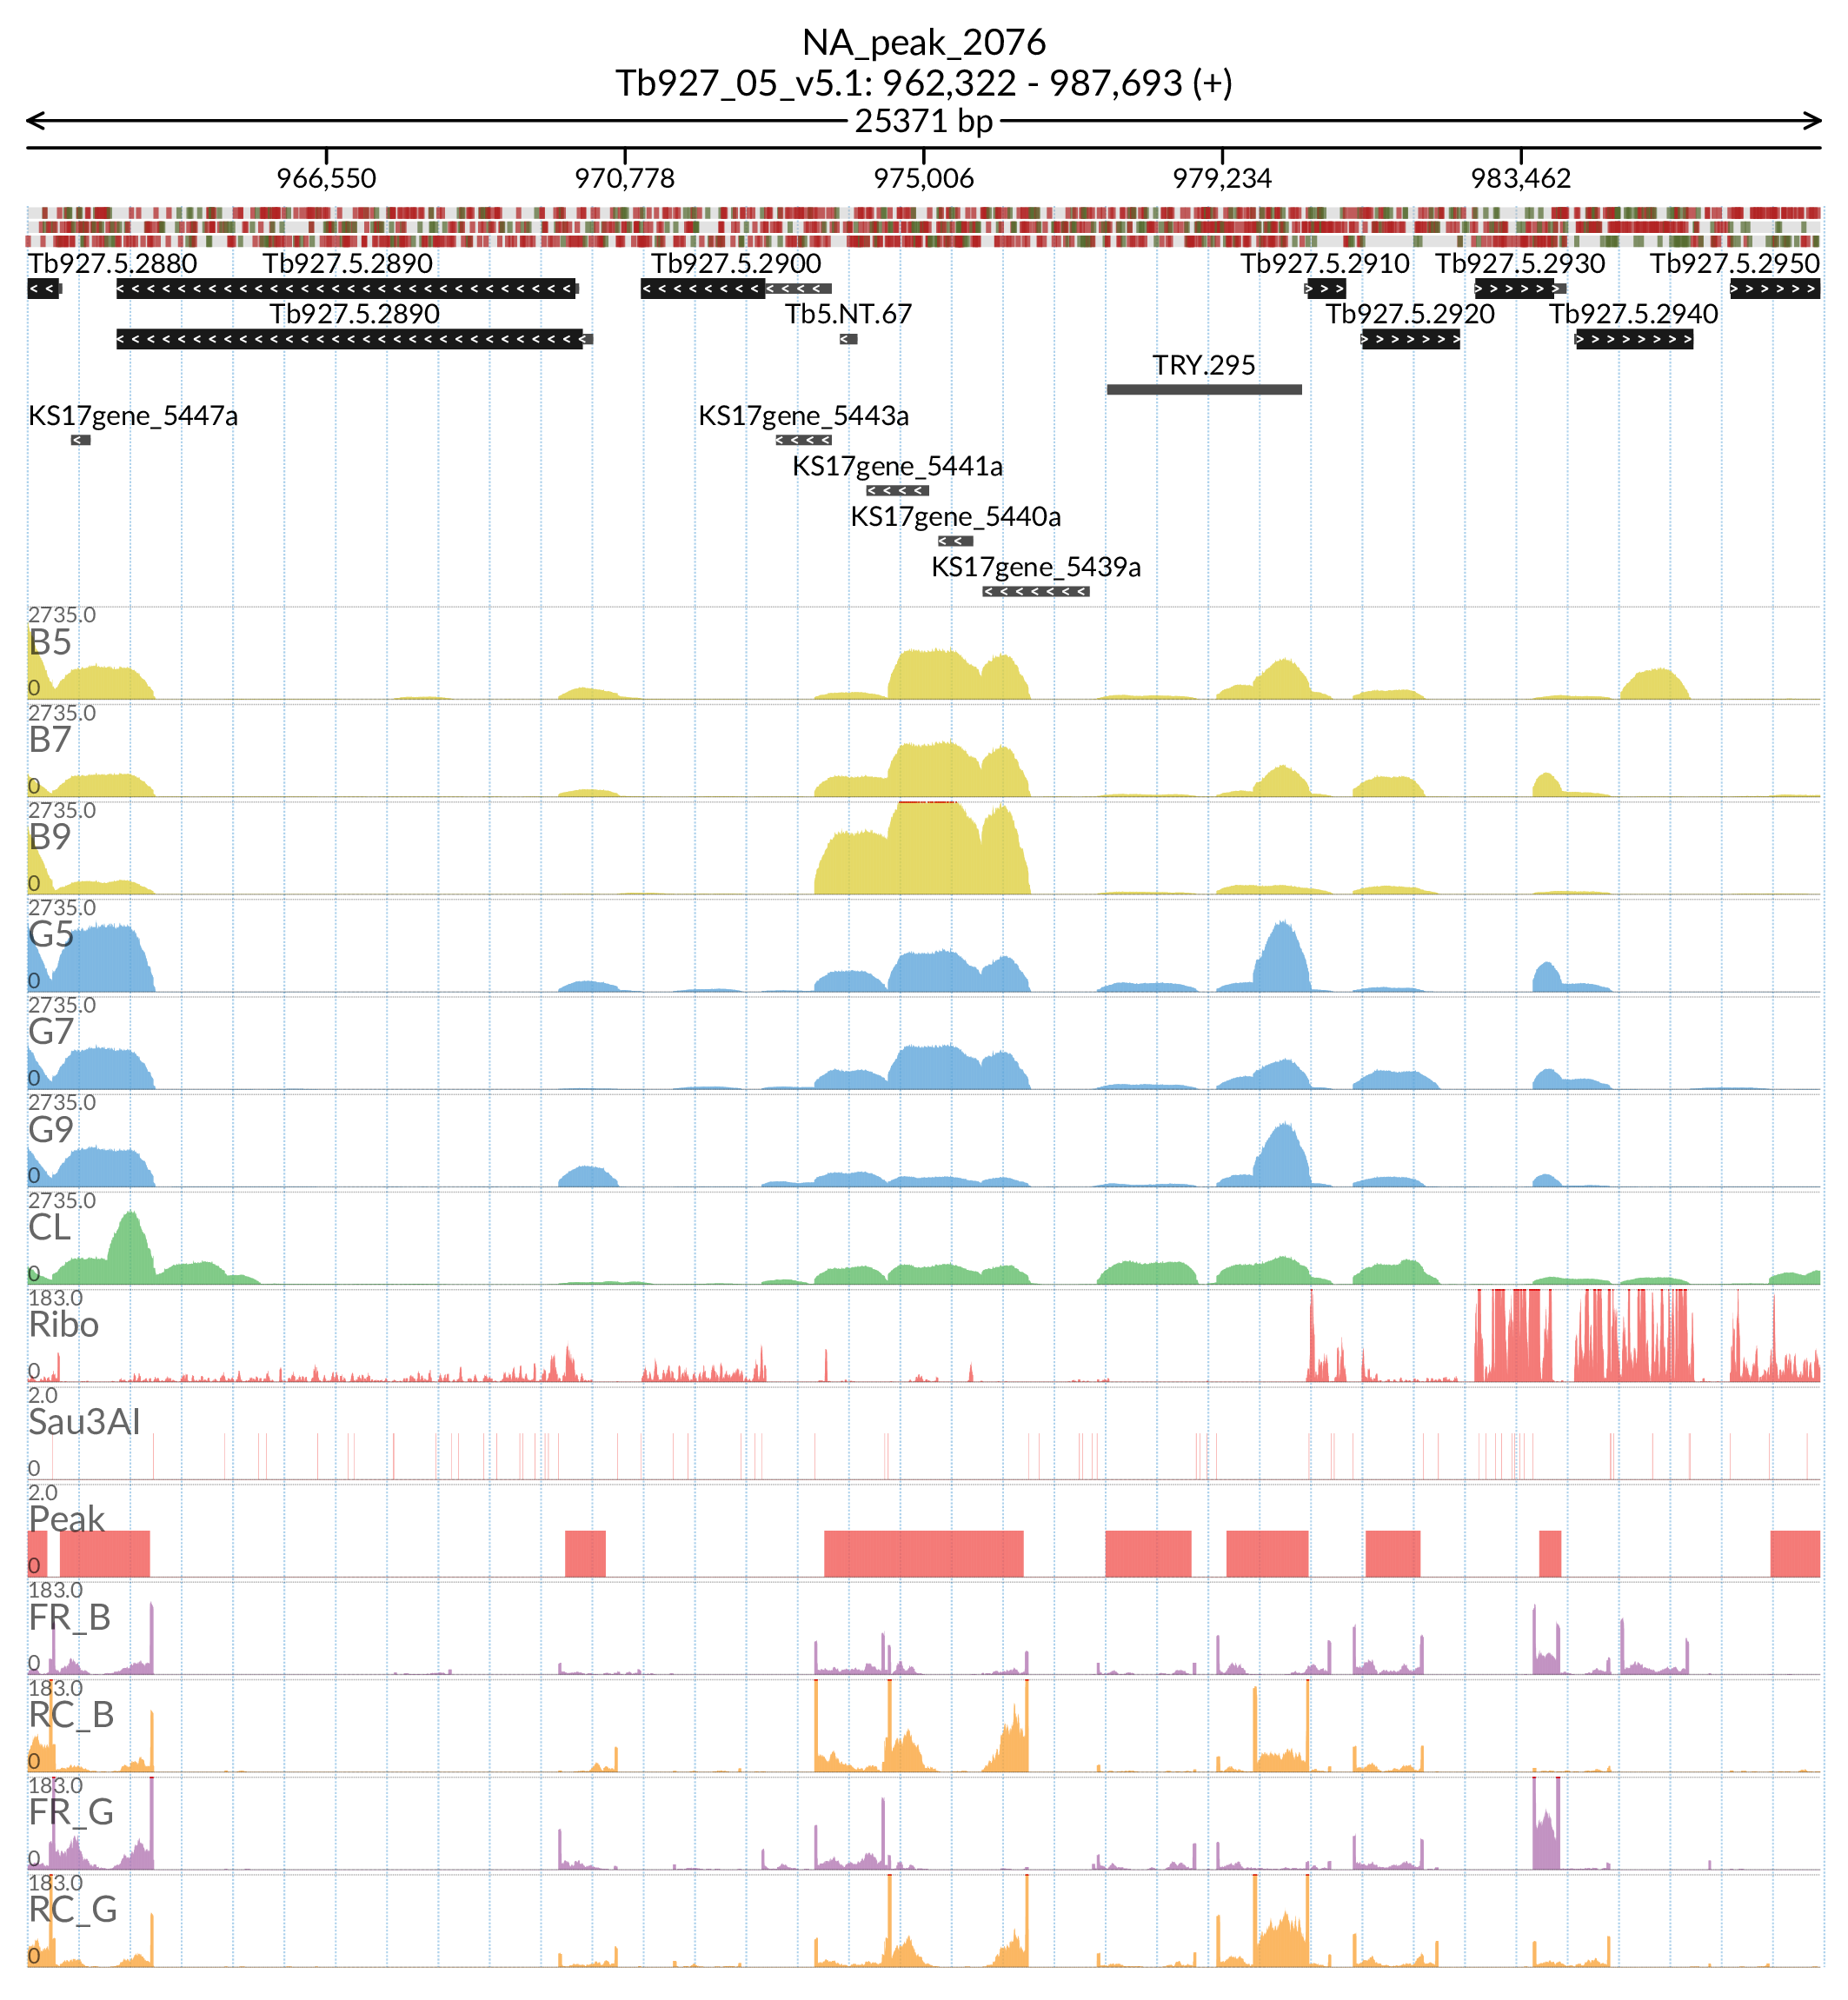 NA_peak_2076
Tb927_05_v5.1: 962,322 - 987,693 (+)
25371 bp
966,550 970,778 975,006 979,234 983,462
Tb927.5.2880 Tb927.5.2890 Tb927.5.2900 Tb927.5.2910 Tb927.5.2930 Tb927.5.2950
Tb927.5.2890 Tb5.NT.67 Tb927.5.2920 Tb927.5.2940
TRY.295
KS17gene_5447a KS17gene_5443a
KS17gene_5441a
KS17gene_5440a
KS17gene_5439a
2735.0
B5
0
2735.0
B7
0
2735.0
B9
0
2735.0
G5
0
2735.0
G7
0
2735.0
G9
0
2735.0
CL
0
183.0
Ribo
0
2.0
Sau3AI
0
2.0
Peak
0
183.0
FR_B
0
183.0
RC_B
0
183.0
FR_G
0
183.0
RC_G
0